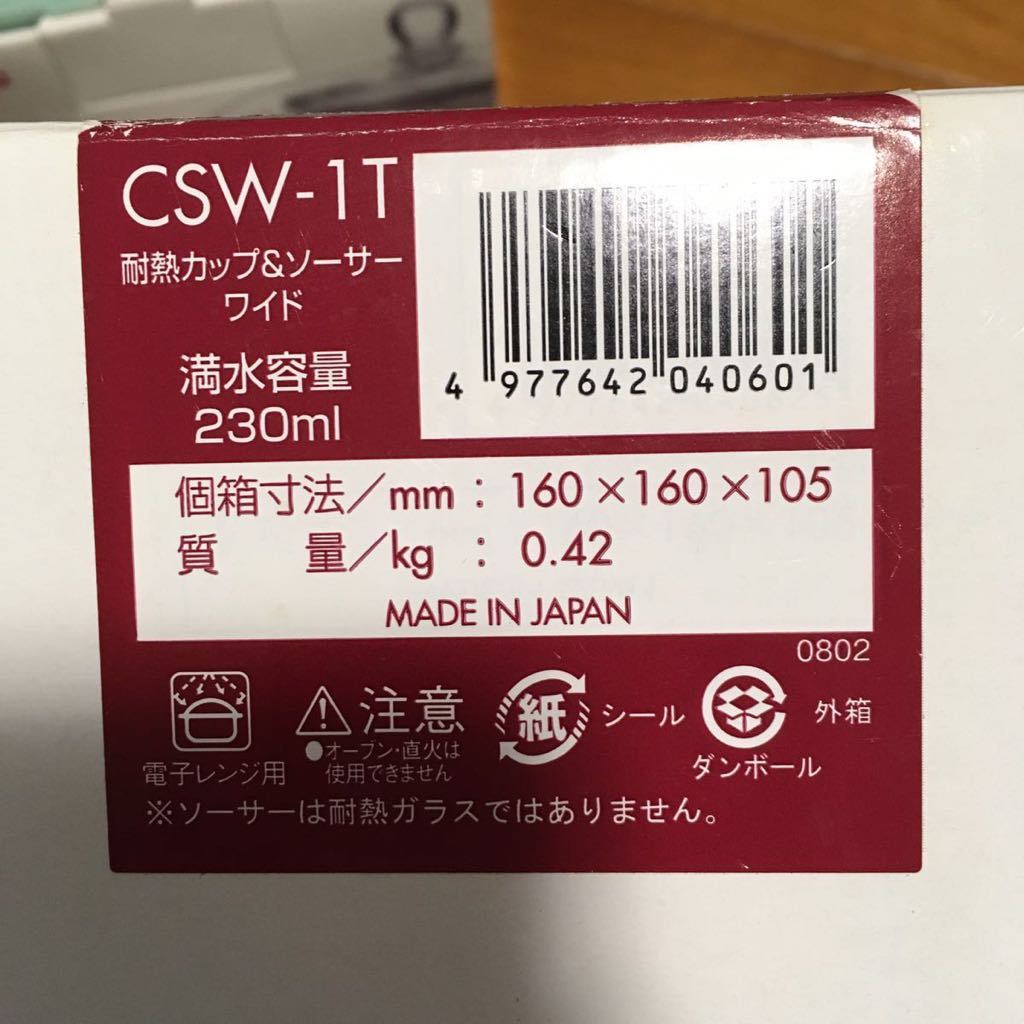 CSW-1T
耐熱カップ&ソーサー
ワイド
満水容量
230ml
4 977642 040601
個箱寸法／mm : 160×160×105
質　量／kg : 0.42
MADE IN JAPAN
0802
電子レンジ用
注意
●オーブン・直火は
使用できません
紙
シール
ダンボール
外箱
※ソーサーは耐熱ガラスではありません。